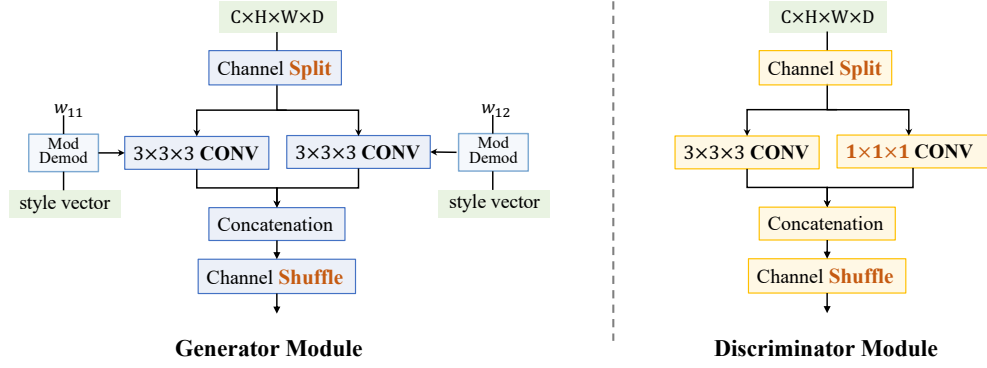 C×H×W×D
Channel Split
w₁₁
w₁₂
Mod
Demod
3×3×3 CONV
3×3×3 CONV
Mod
Demod
style vector
style vector
Concatenation
Channel Shuffle
Generator Module
C×H×W×D
Channel Split
3×3×3 CONV
1×1×1 CONV
Concatenation
Channel Shuffle
Discriminator Module